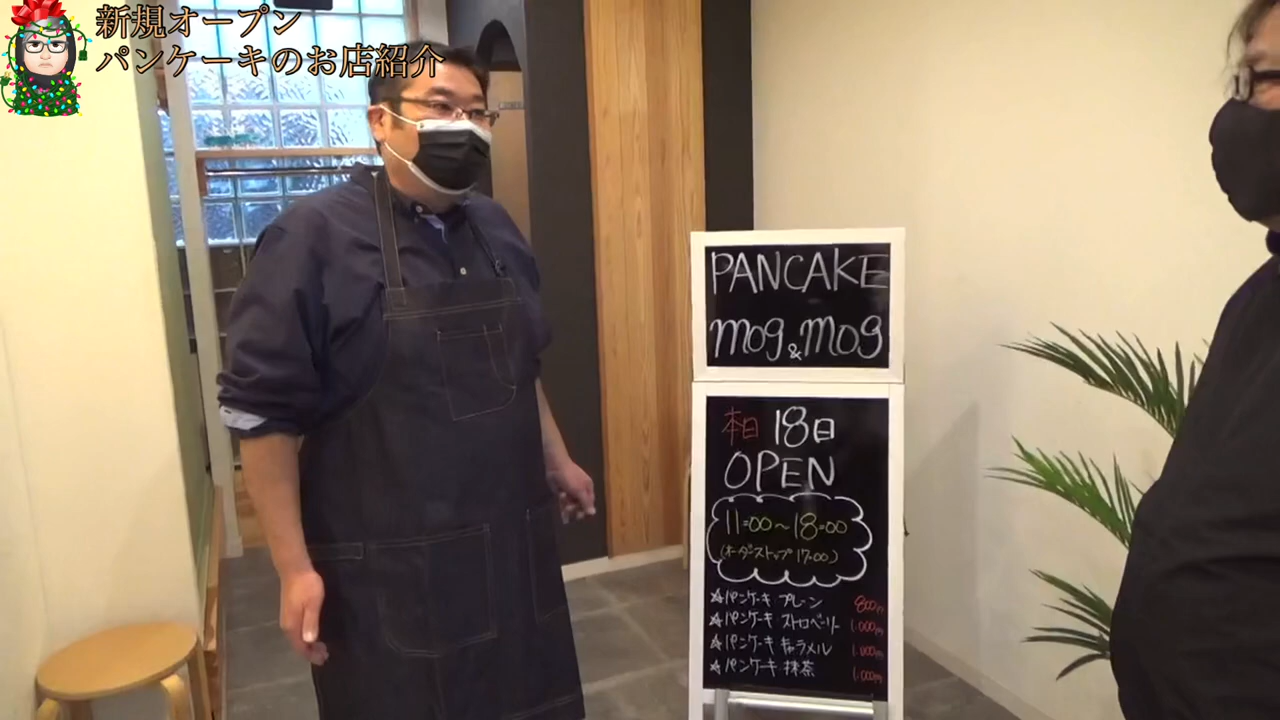 新規オープン
パンケーキのお店紹介
PANCAKE
mog&mog
本日 18日
OPEN
11:00~18:00
(オーダーストップ 17:00)
☆パンケーキ プレーン 800円
☆パンケーキ ストロベリー 1,000円
☆パンケーキ キャラメル 1,000円
☆パンケーキ 抹茶 1,000円